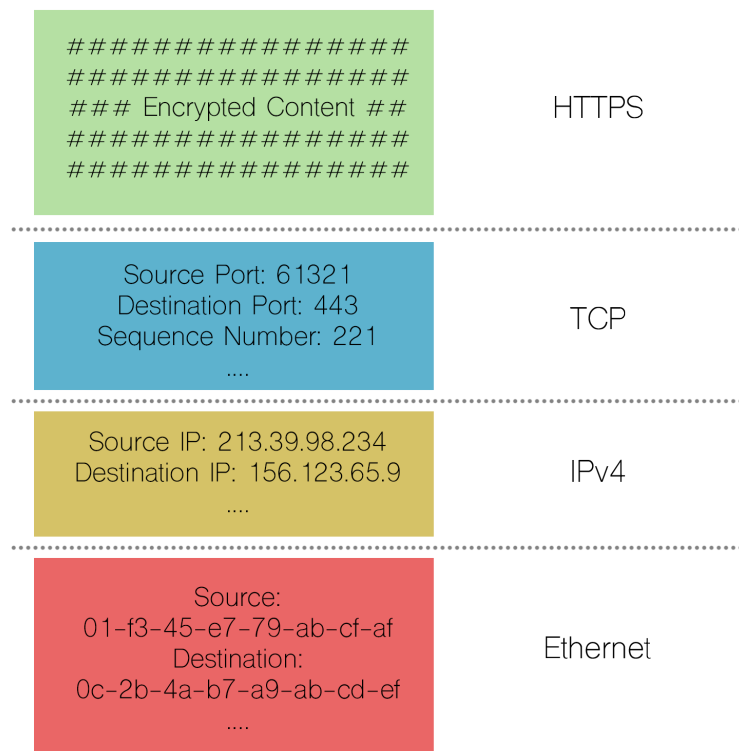 ################
################
### Encrypted Content ##
################
################
HTTPS
Source Port: 61321
Destination Port: 443
Sequence Number: 221
....
TCP
Source IP: 213.39.98.234
Destination IP: 156.123.65.9
....
IPv4
Source:
01-f3-45-e7-79-ab-cf-af
Destination:
0c-2b-4a-b7-a9-ab-cd-ef
....
Ethernet